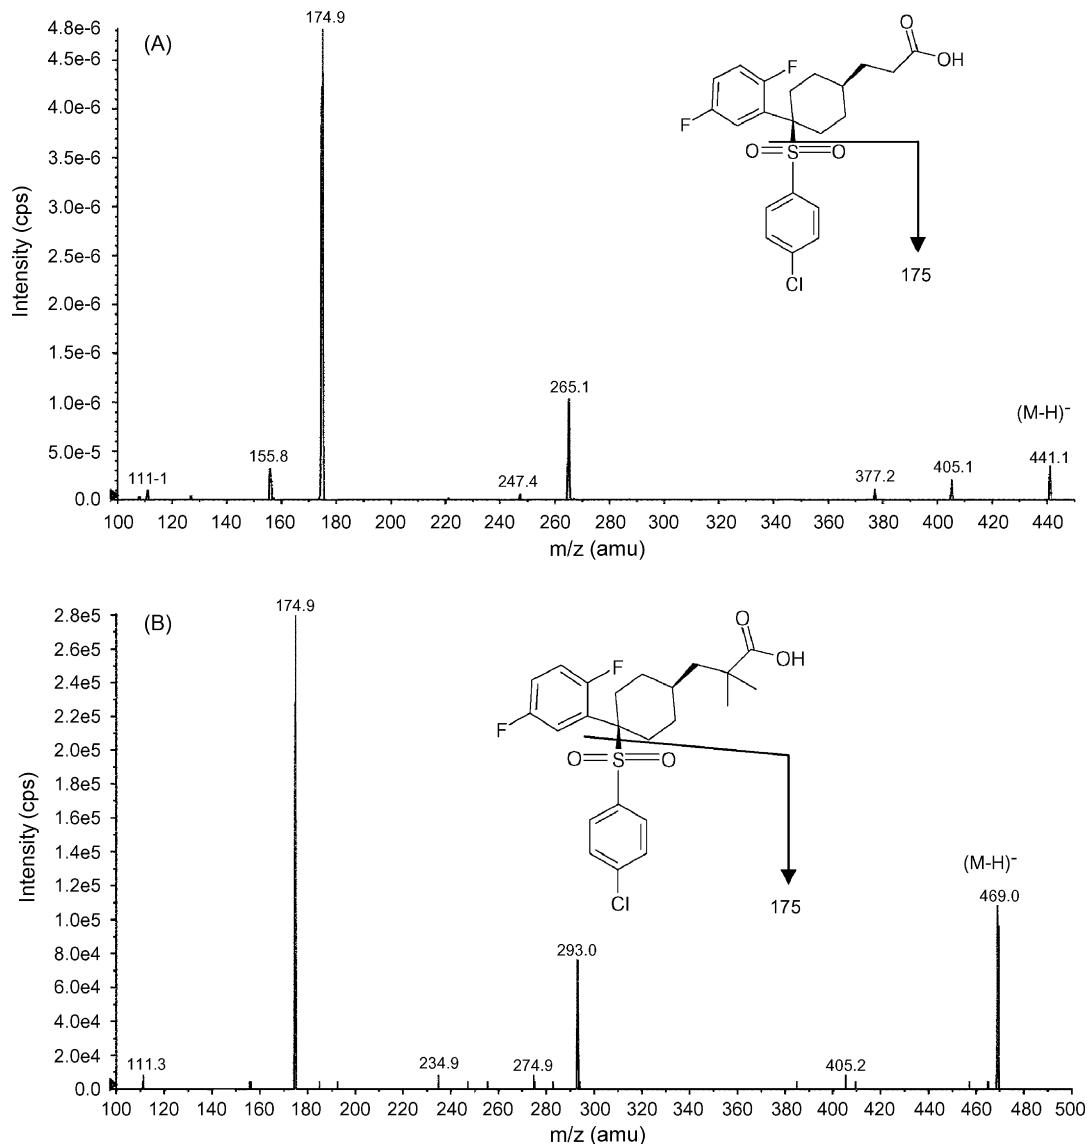 (A)
Intensity (cps)
4.8e-6
4.5e-6
4.0e-6
3.5e-6
3.0e-6
2.5e-6
2.0e-6
1.5e-6
1.0e-6
5.0e-5
0.0
174.9
111-1
155.8
247.4
265.1
377.2
405.1
441.1
(M-H)-
O
OH
F
F
O S O
Cl
175
100 120 140 160 180 200 220 240 260 280 300 320 340 360 380 400 420 440
m/z (amu)
(B)
Intensity (cps)
2.8e5
2.6e5
2.4e5
2.2e5
2.0e5
1.8e5
1.6e5
1.4e5
1.2e5
1.0e5
8.0e4
6.0e4
4.0e4
2.0e4
0.0
174.9
111.3
234.9
274.9
293.0
405.2
469.0
(M-H)-
O
OH
F
F
O S O
Cl
175
100 120 140 160 180 200 220 240 260 280 300 320 340 360 380 400 420 440 460 480 500
m/z (amu)